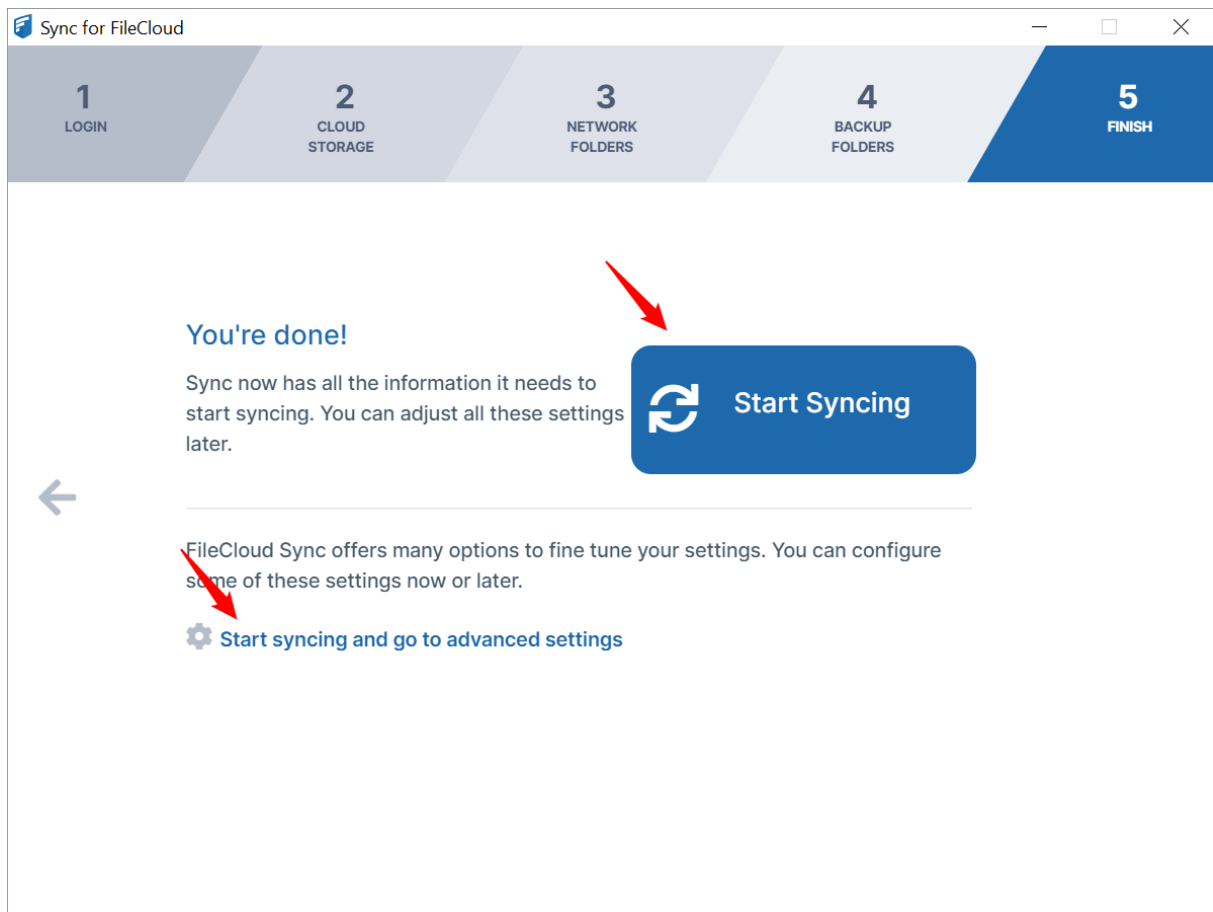 Sync for FileCloud
1
LOGIN
2
CLOUD
STORAGE
3
NETWORK
FOLDERS
4
BACKUP
FOLDERS
5
FINISH
You're done!
Sync now has all the information it needs to
start syncing. You can adjust all these settings
later.
Start Syncing
FileCloud Sync offers many options to fine tune your settings. You can configure
some of these settings now or later.
Start syncing and go to advanced settings